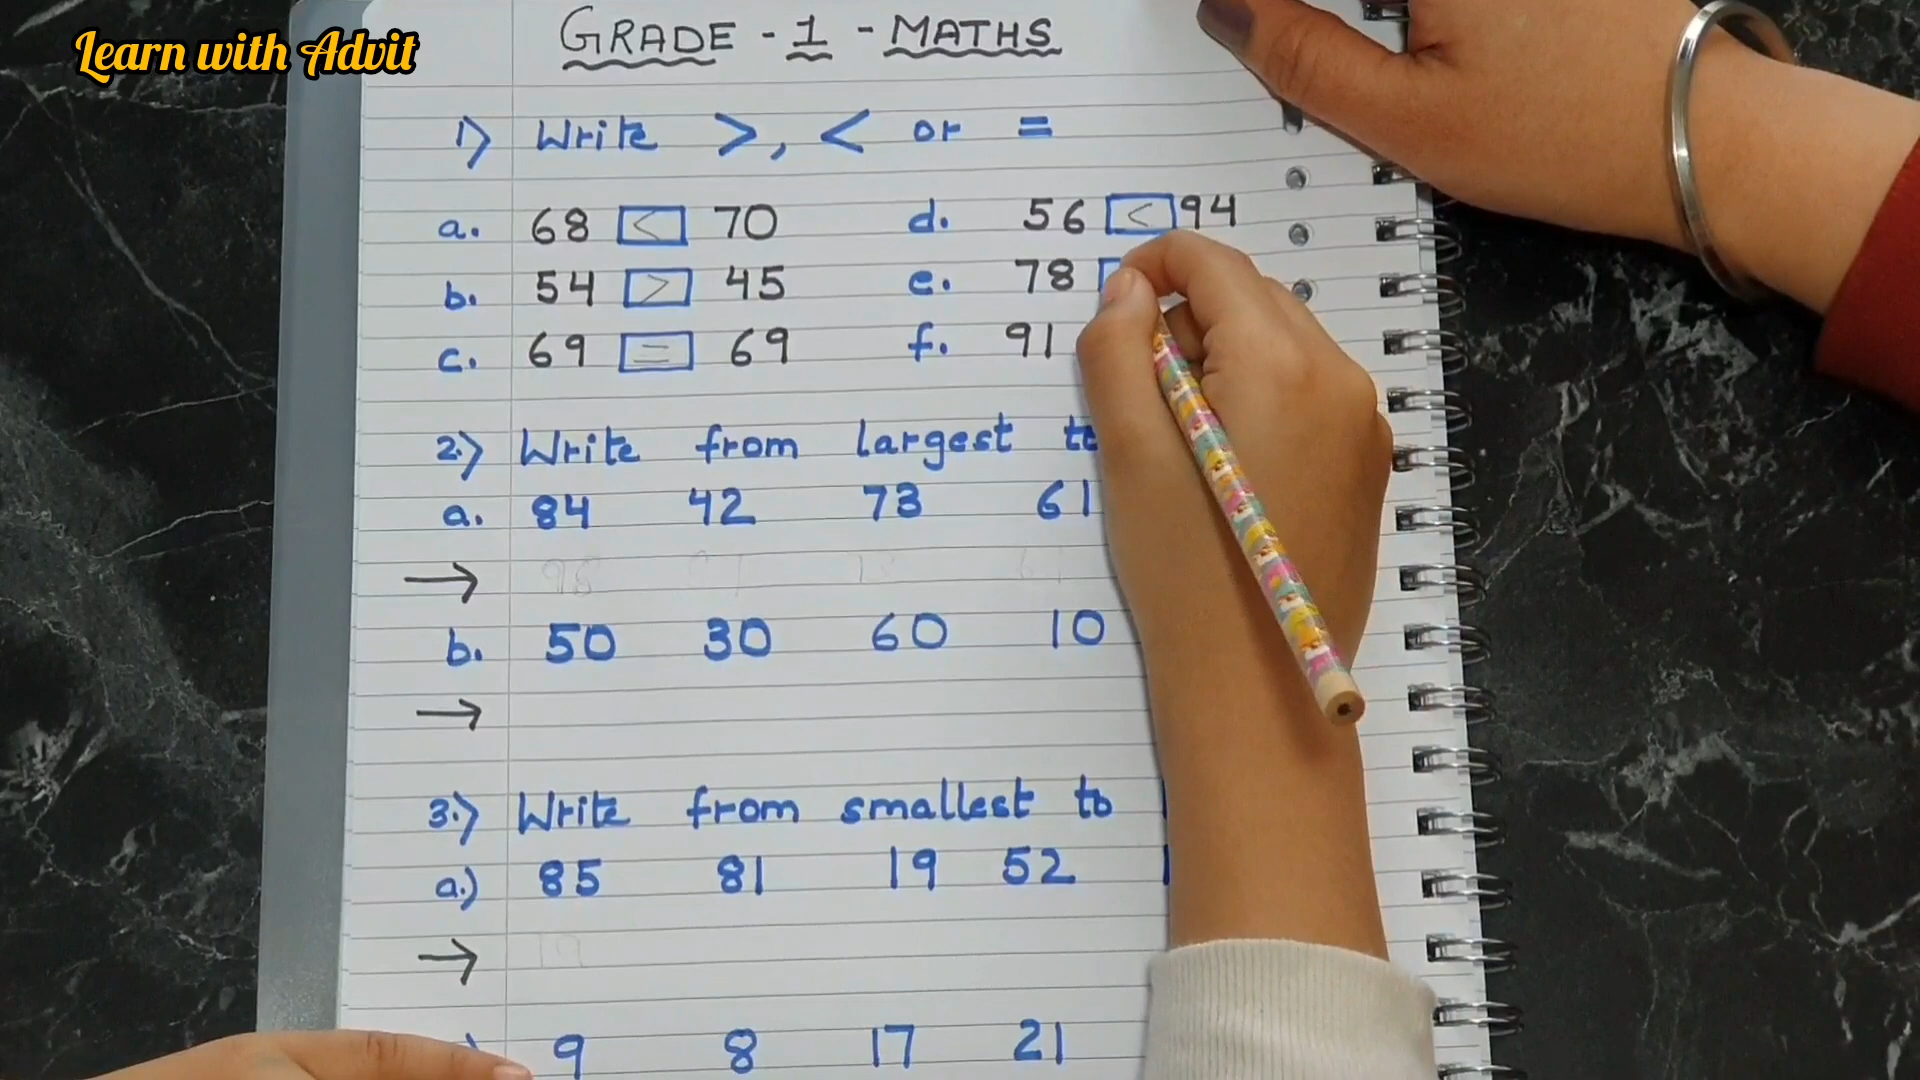 Learn with Advit
GRADE - 1 - MATHS
1) Write >, < or =
a. 68 < 70 d. 56 < 94
b. 54 > 45 e. 78
c. 69 = 69 f. 91
2.) Write from largest to
a. 84 42 73 61
→
b. 50 30 60 10
→
3.) Write from smallest to
a.) 85 81 19 52
→ 19
9 8 17 21